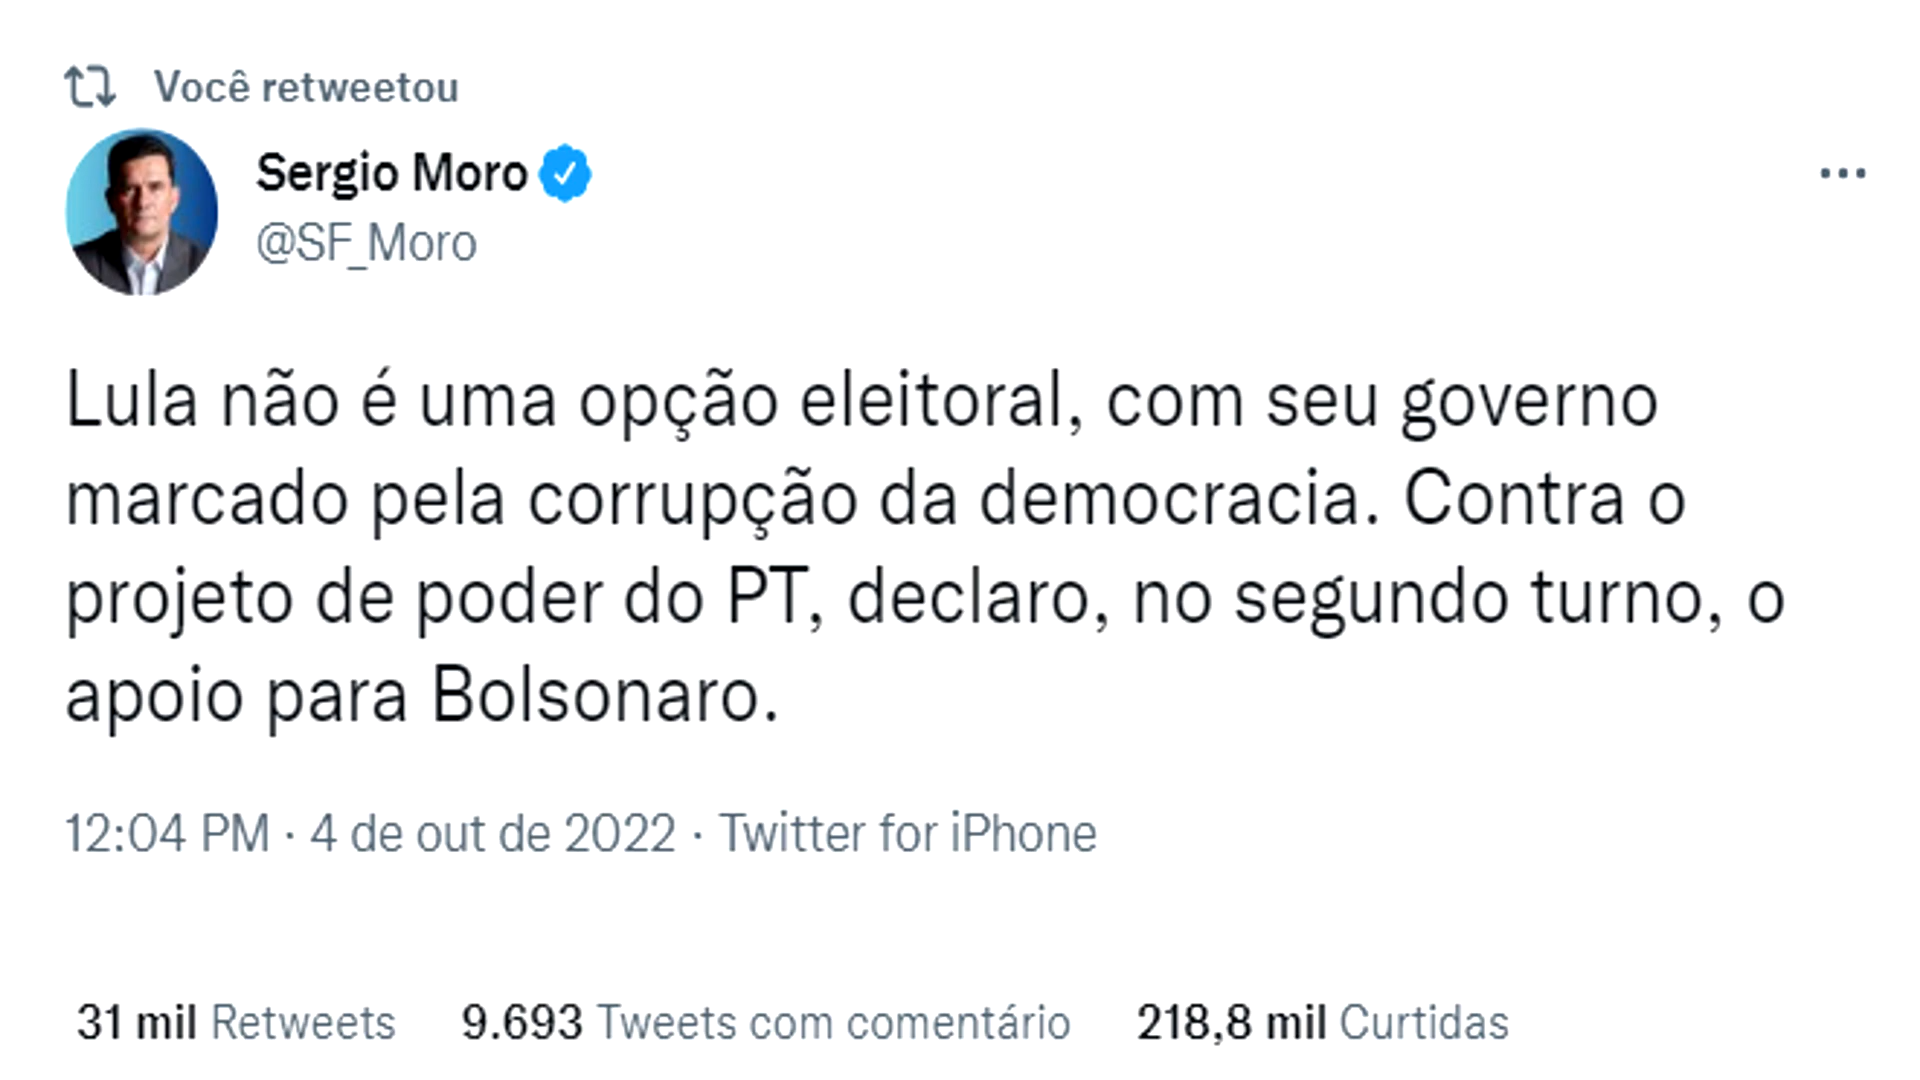 Você retweetou
Sergio Moro
@SF_Moro
Lula não é uma opção eleitoral, com seu governo
marcado pela corrupção da democracia. Contra o
projeto de poder do PT, declaro, no segundo turno, o
apoio para Bolsonaro.
12:04 PM · 4 de out de 2022 · Twitter for iPhone
31 mil Retweets 9.693 Tweets com comentário 218,8 mil Curtidas